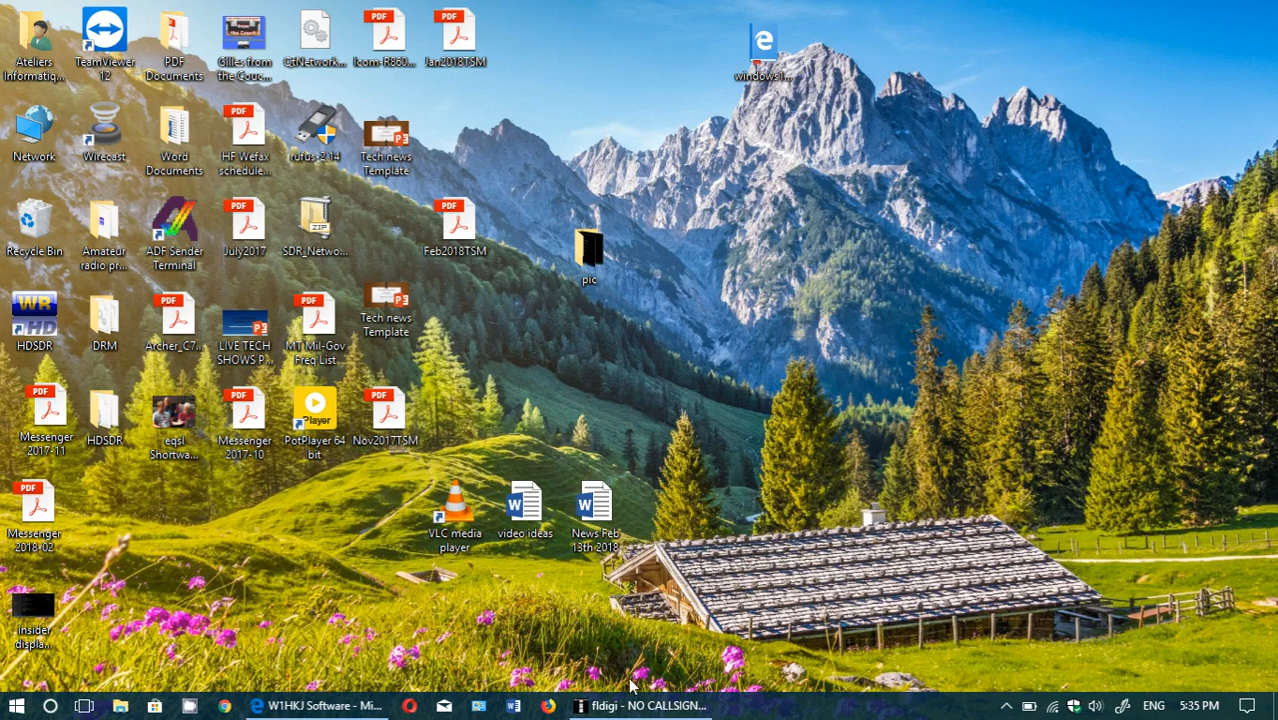 Ateliers
Informatiq...
TeamViewer
12
PDF
Documents
Gilles from
the Couc...
Icom-R860...
Jan2018TSM
windows1...
Network
Wirecast
Word
Documents
HF Wefax
schedule...
rufus-2.14
Tech news
Template
Recycle Bin
Amateur
radio pr...
ADF Sender
Terminal
July2017
SDR_Netwo...
Feb2018TSM
pic
HDSDR
DRM
Archer_C7...
LIVE TECH
SHOWS P...
MT Mil-Gov
Freq List
Tech news
Template
Messenger
2017-11
HDSDR
eqsl
Shortwa...
Messenger
2017-10
PotPlayer 64
bit
Nov2017TSM
Messenger
2018-02
VLC media
player
video ideas
News Feb
13th 2018
insider
displa...
W1HKJ Software - Mi...
fldigi - NO CALLSIGN...
ENG
5:35 PM